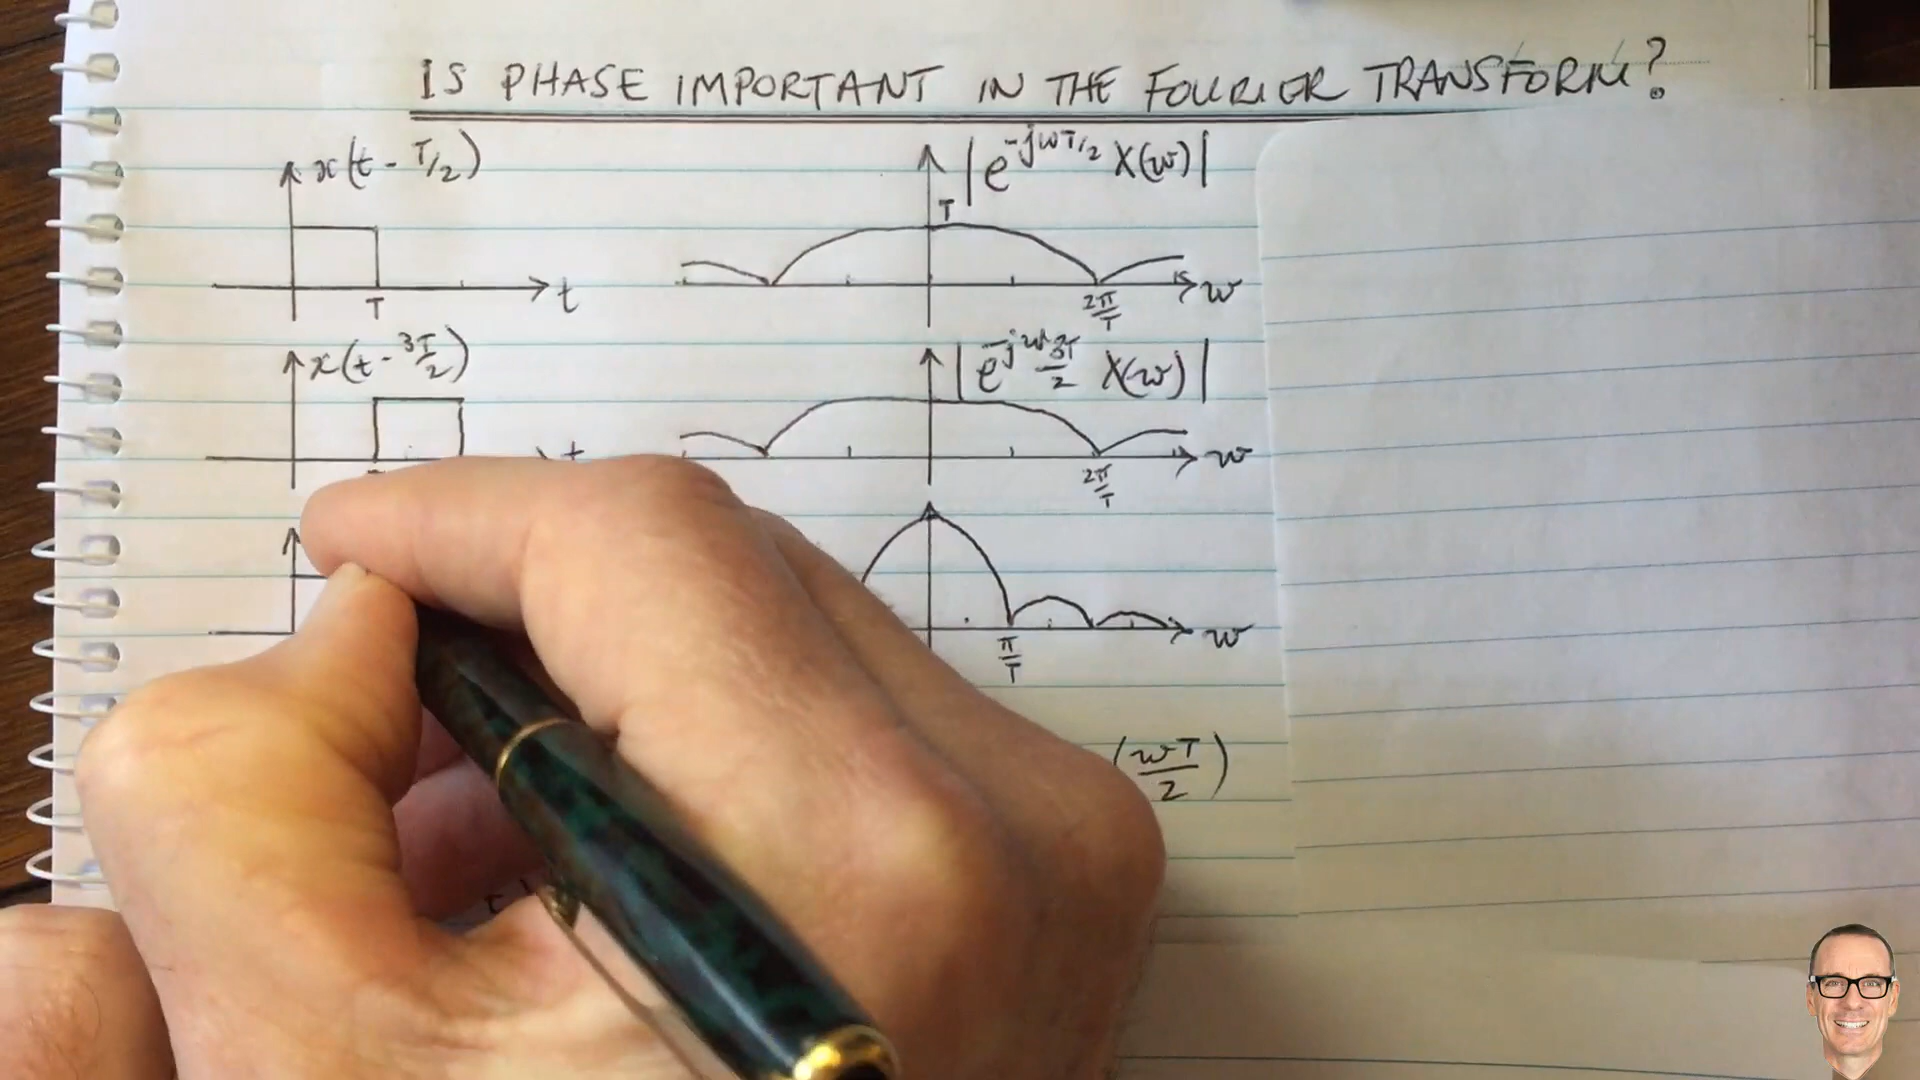 IS PHASE IMPORTANT IN THE FOURIER TRANSFORM?
x(t - T/2)
|e^{-jωT/2} X(ω)|
T
T
t
2π/T
ω
x(t - 3T/2)
|e^{-jω3T/2} X(ω)|
t
2π/T
ω
π/T
ω
(ωT/2)